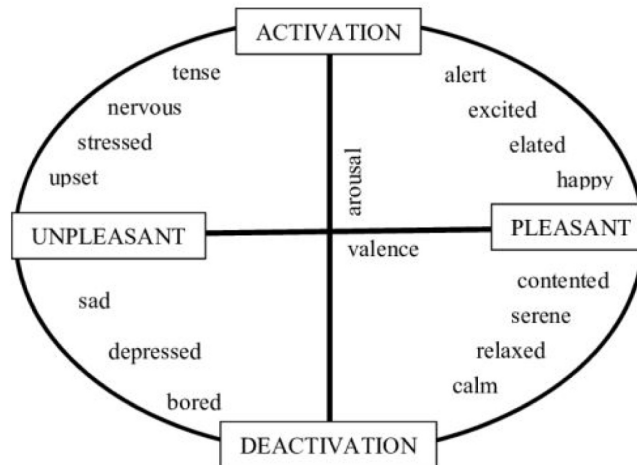 ACTIVATION
tense
alert
nervous
excited
stressed
elated
upset
happy
arousal
UNPLEASANT
PLEASANT
valence
contented
sad
serene
depressed
relaxed
calm
bored
DEACTIVATION